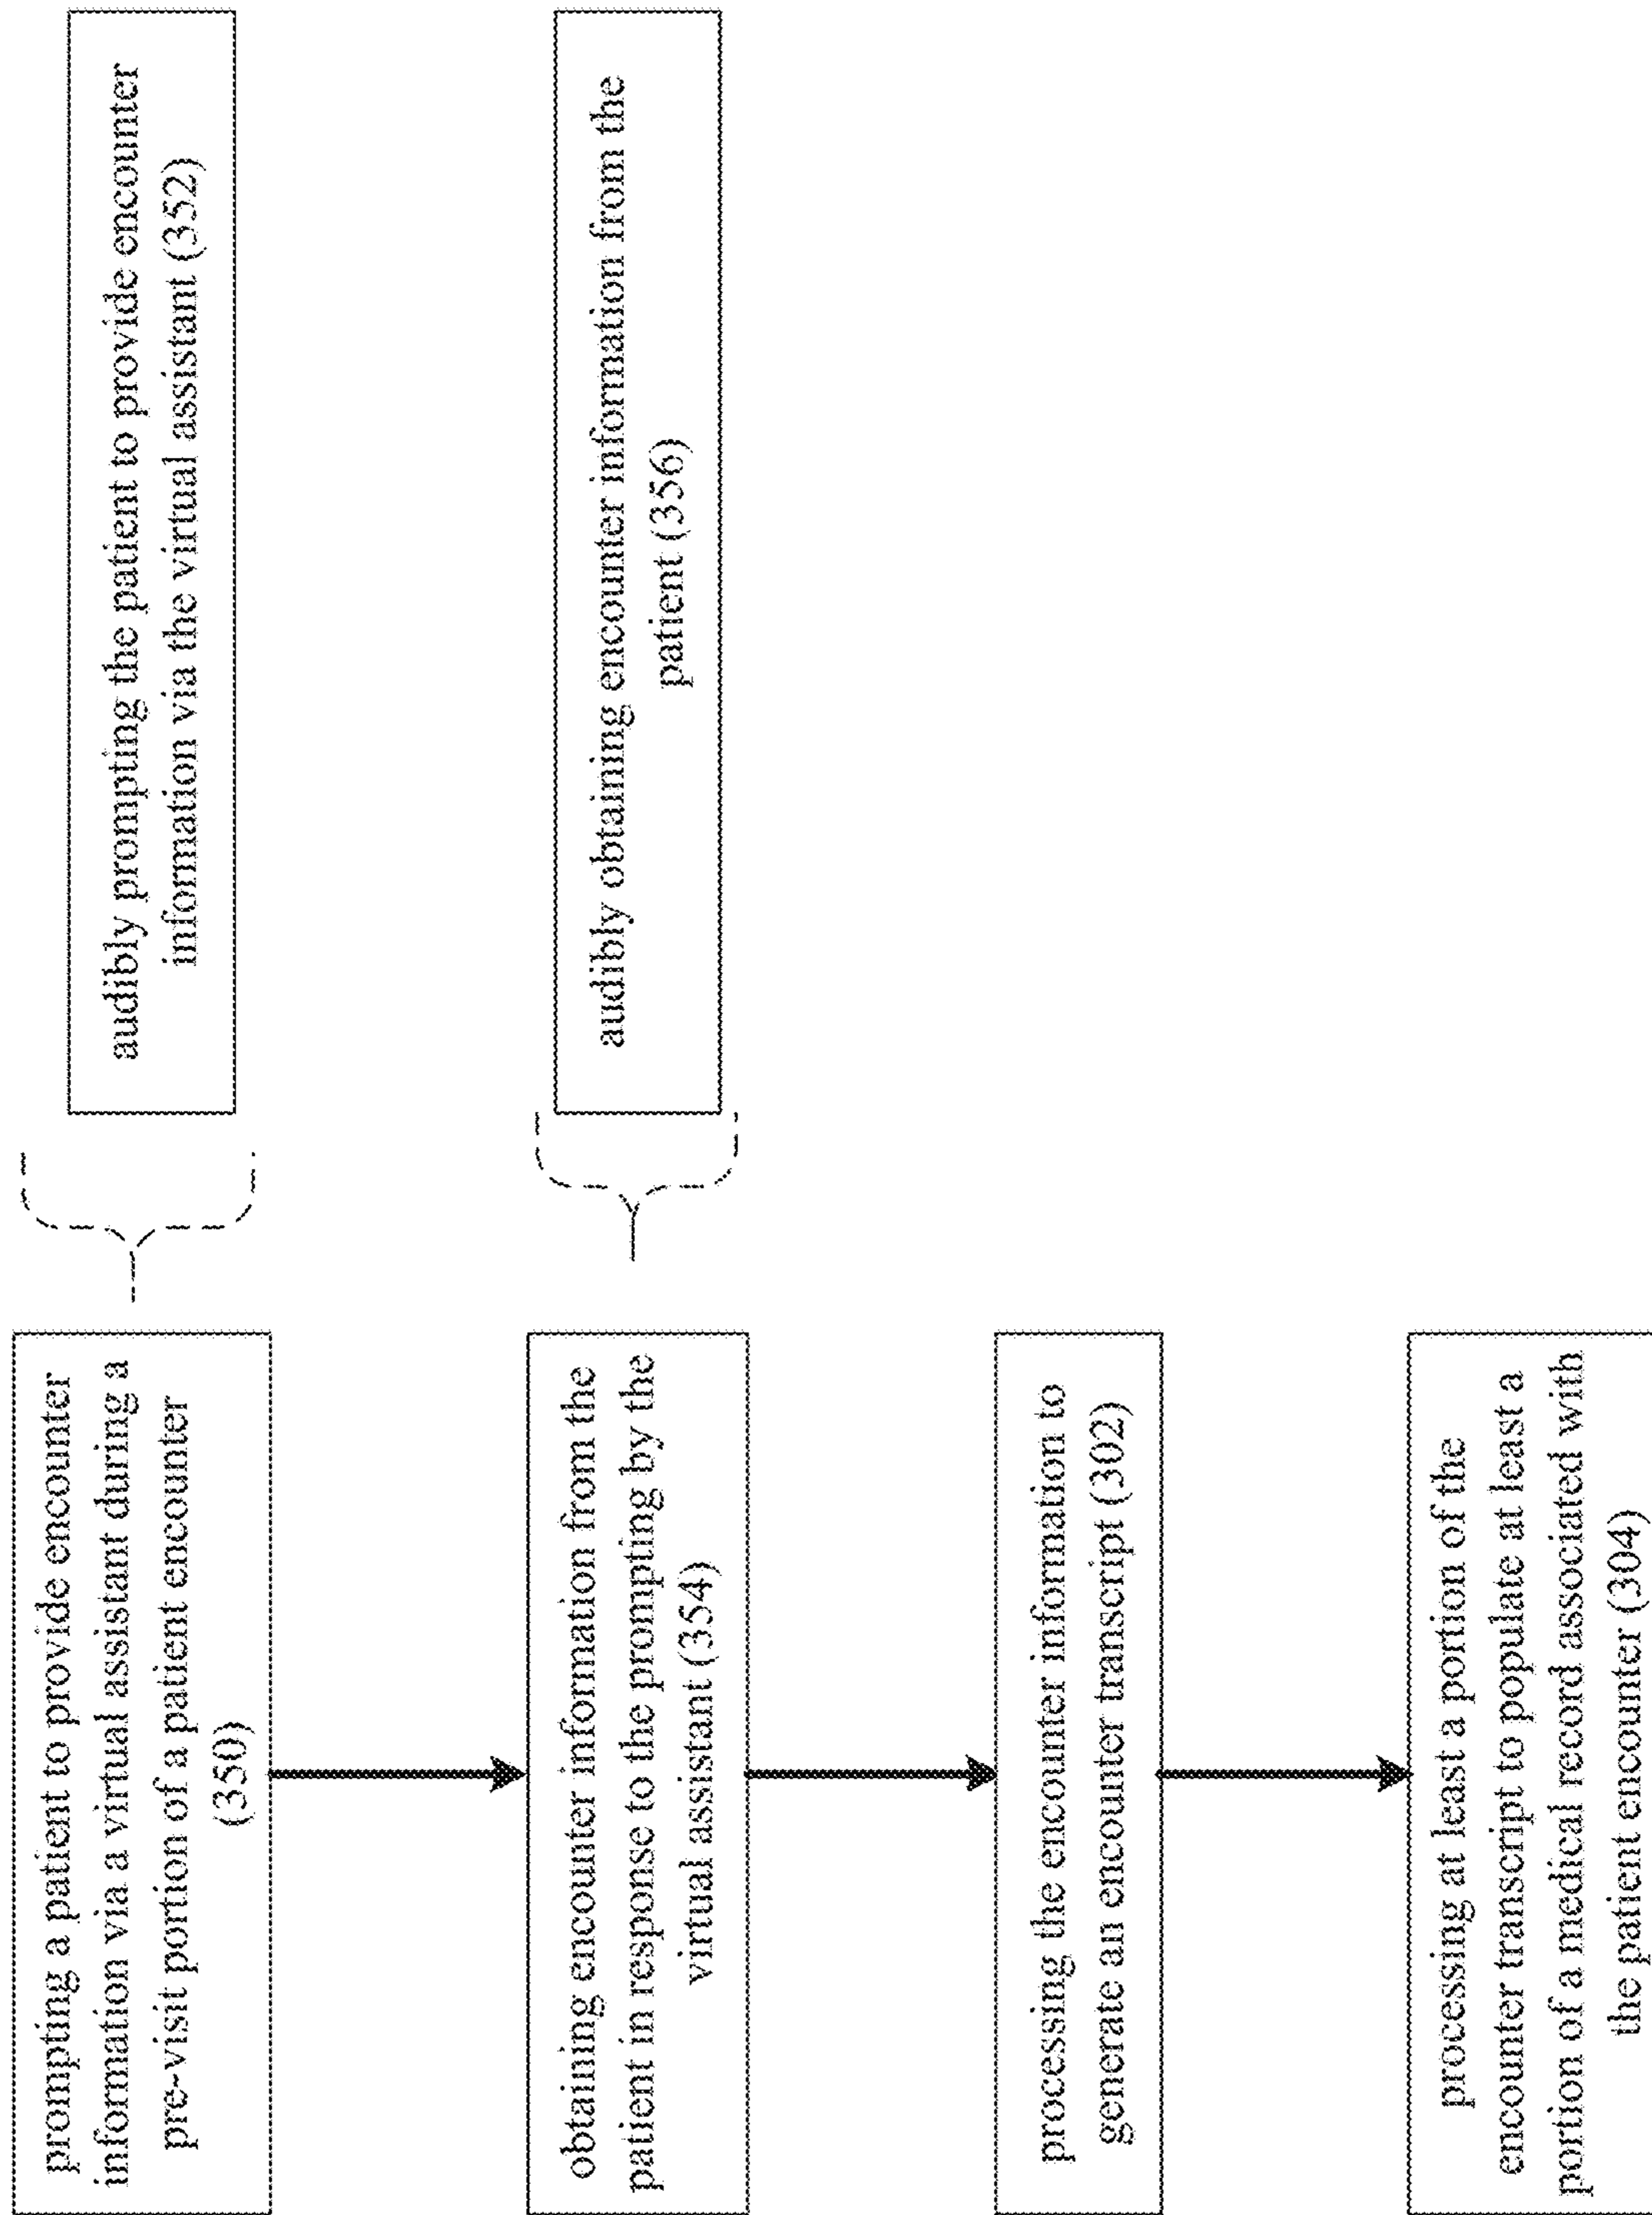 prompting a patient to provide encounter
information via a virtual assistant during a
pre-visit portion of a patient encounter
(350)
audibly prompting the patient to provide encounter
information via the virtual assistant (352)
obtaining encounter information from the
patient in response to the prompting by the
virtual assistant (354)
audibly obtaining encounter information from the
patient (356)
processing the encounter information to
generate an encounter transcript (302)
processing at least a portion of the
encounter transcript to populate at least a
portion of a medical record associated with
the patient encounter (304)